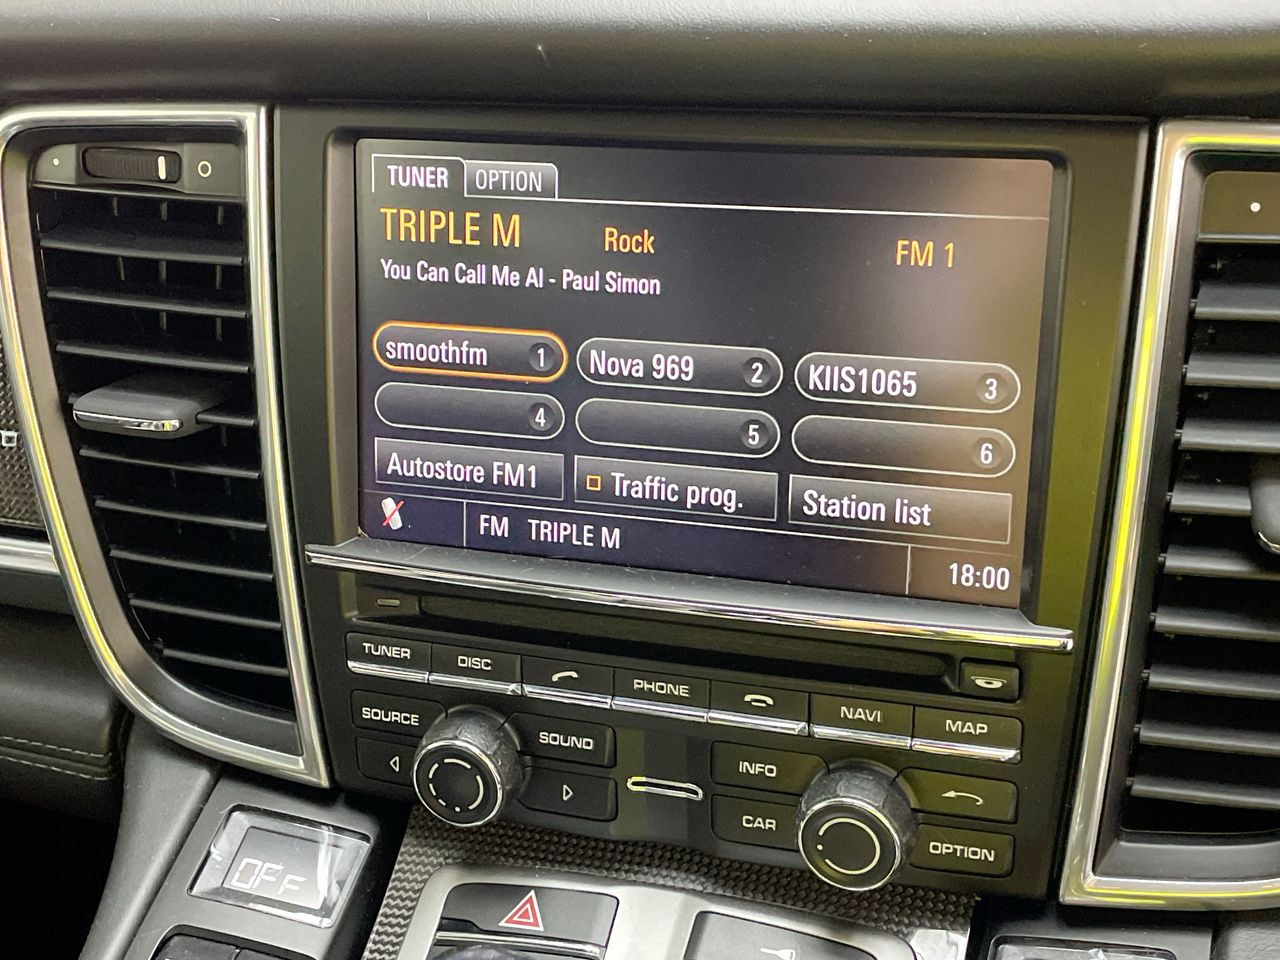 TUNER OPTION
TRIPLE M Rock FM 1
You Can Call Me Al - Paul Simon
smoothfm 1 Nova 969 2 KIIS1065 3
4 5 6
Autostore FM1 Traffic prog. Station list
FM TRIPLE M
18:00
TUNER DISC PHONE NAVI MAP
SOURCE SOUND INFO
CAR OPTION
OFF